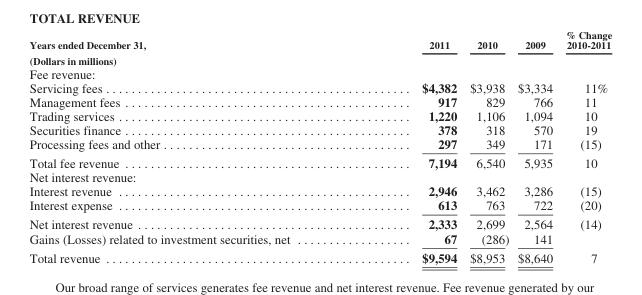 TOTAL REVENUE
% Change
Years ended December 31, 2011 2010 2009 2010-2011
(Dollars in millions)
Fee revenue:
Servicing fees . . . . . . . . . . . . . . . . . . . . . . . . . . . . . . $4,382 $3,938 $3,334 11%
Management fees . . . . . . . . . . . . . . . . . . . . . . . . . . . . . . 917 829 766 11
Trading services . . . . . . . . . . . . . . . . . . . . . . . . . . . . . . 1,220 1,106 1,094 10
Securities finance . . . . . . . . . . . . . . . . . . . . . . . . . . . . . . 378 318 570 19
Processing fees and other . . . . . . . . . . . . . . . . . . . . . . . . . . . . . . 297 349 171 (15)
Total fee revenue . . . . . . . . . . . . . . . . . . . . . . . . . . . . . . 7,194 6,540 5,935 10
Net interest revenue:
Interest revenue . . . . . . . . . . . . . . . . . . . . . . . . . . . . . . 2,946 3,462 3,286 (15)
Interest expense . . . . . . . . . . . . . . . . . . . . . . . . . . . . . . 613 763 722 (20)
Net interest revenue . . . . . . . . . . . . . . . . . . . . . . . . . . . . . . 2,333 2,699 2,564 (14)
Gains (Losses) related to investment securities, net . . . . . . . . . . . . . . . . . 67 (286) 141
Total revenue . . . . . . . . . . . . . . . . . . . . . . . . . . . . . . $9,594 $8,953 $8,640 7
Our broad range of services generates fee revenue and net interest revenue. Fee revenue generated by our